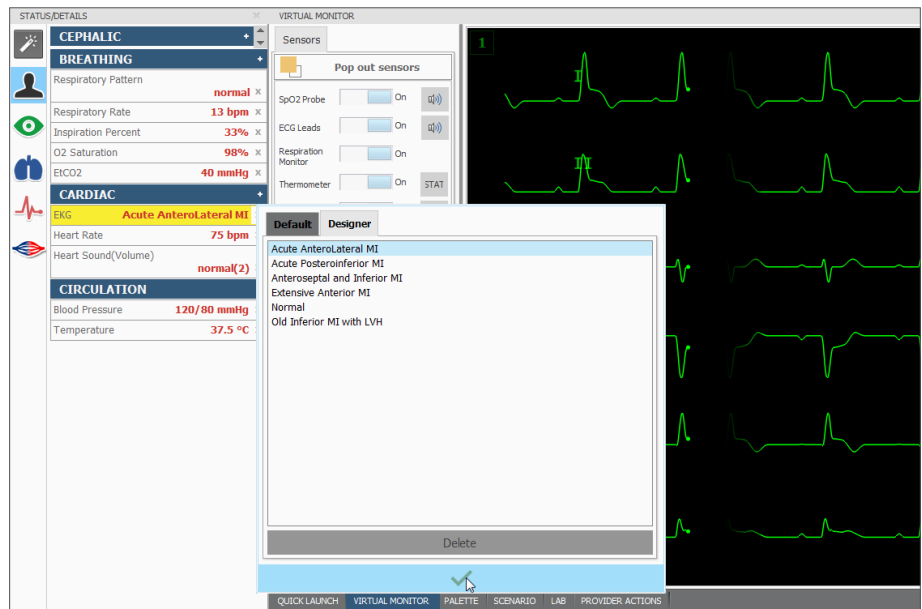 STATUS/DETAILS
VIRTUAL MONITOR
CEPHALIC +
BREATHING +
Respiratory Pattern
normal x
Respiratory Rate 13 bpm x
Inspiration Percent 33% x
O2 Saturation 98% x
EtCO2 40 mmHg x
CARDIAC +
EKG Acute AnteroLateral MI
Heart Rate 75 bpm
Heart Sound(Volume)
normal(2)
CIRCULATION
Blood Pressure 120/80 mmHg
Temperature 37.5 ºC
Sensors
Pop out sensors
SpO2 Probe On
ECG Leads On
Respiration
Monitor On
Thermometer On STAT
1
I
II
Default Designer
Acute AnteroLateral MI
Acute Posteroinferior MI
Anteroseptal and Inferior MI
Extensive Anterior MI
Normal
Old Inferior MI with LVH
Delete
QUICK LAUNCH VIRTUAL MONITOR PALETTE SCENARIO LAB PROVIDER ACTIONS